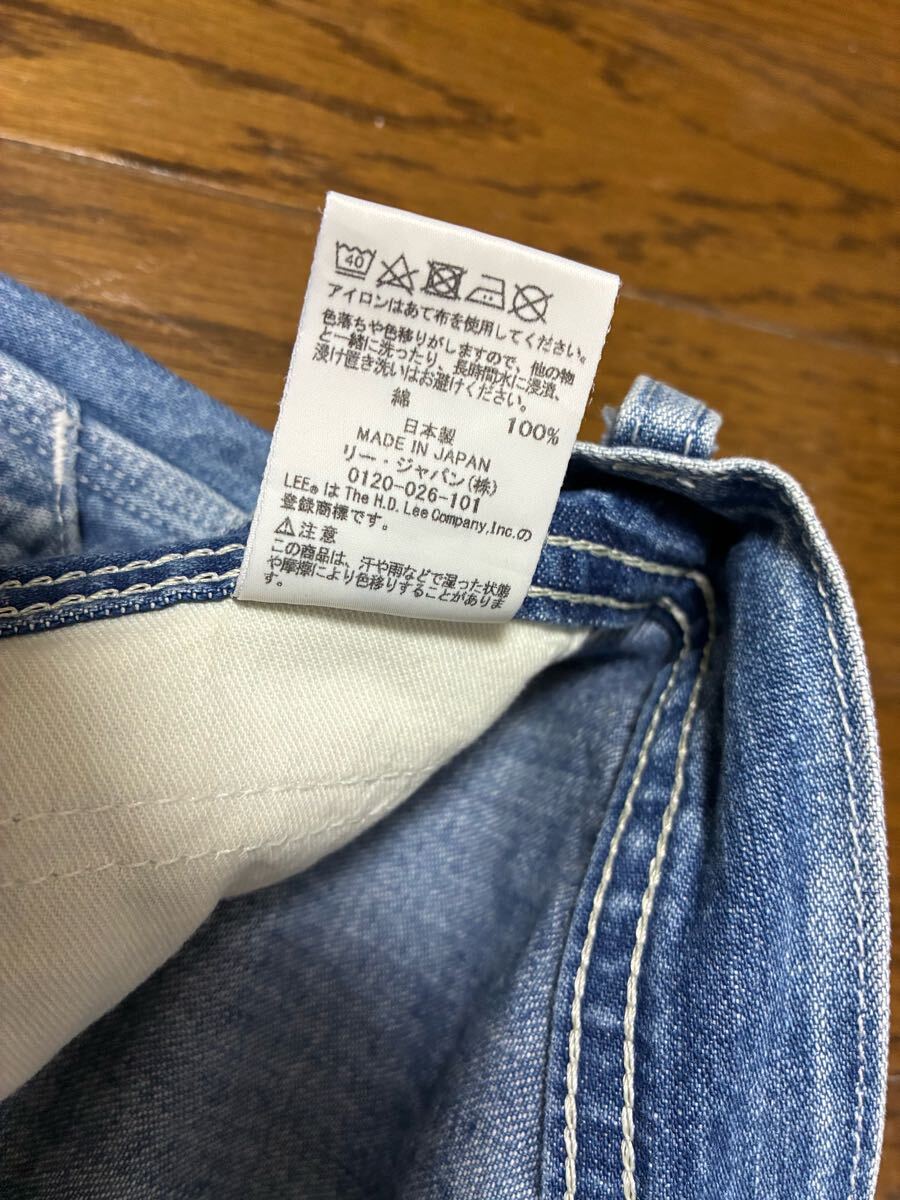 40
アイロンはあて布を使用してください。
色落ちや色移りがしますので、他の物
と一緒に洗ったり、長時間水に浸漬、
浸け置き洗いはお避けください。
綿 100%
日本製
MADE IN JAPAN
リー・ジャパン(株)
0120-026-101
LEE®は The H.D. Lee Company,Inc.の
登録商標です。
⚠注意
この商品は、汗や雨などで湿った状態
や摩擦により色移りすることがありま
す。